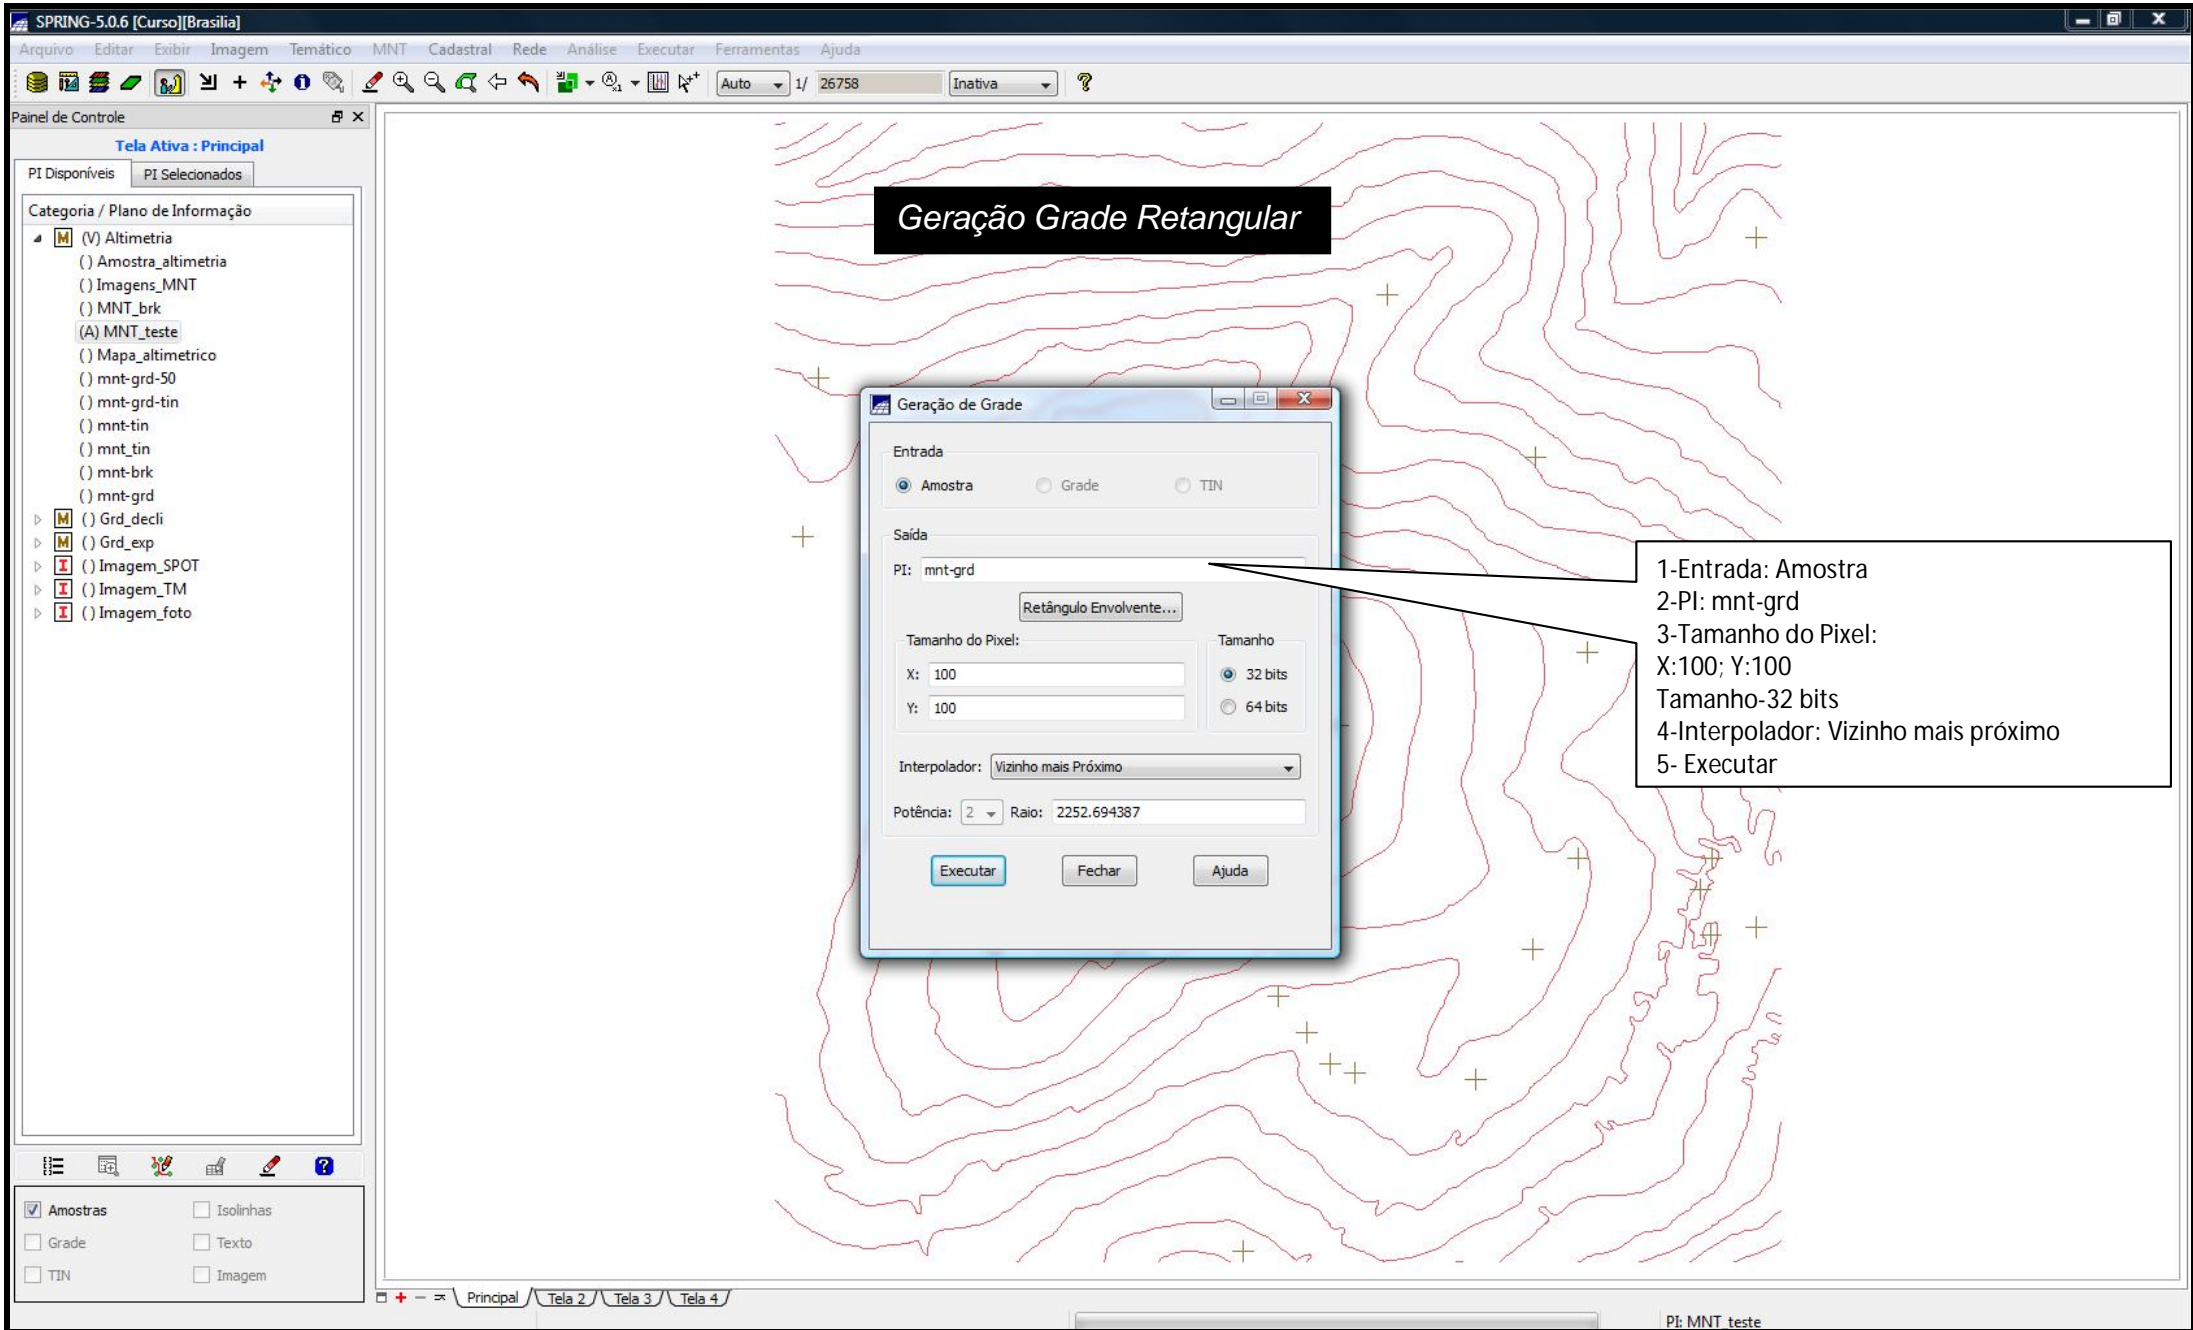 SPRING-5.0.6 [Curso][Brasilia]
Arquivo Editar Exibir Imagem Temático MNT Cadastral Rede Análise Executar Ferramentas Ajuda
Auto 1/ 26758 Inativa
Painel de Controle
Tela Ativa : Principal
PI Disponíveis PI Selecionados
Categoria / Plano de Informação
(V) Altimetria
() Amostra_altimetria
() Imagens_MNT
() MNT_brk
(A) MNT_teste
() Mapa_altimetrico
() mnt-grd-50
() mnt-grd-tin
() mnt-tin
() mnt_tin
() mnt-brk
() mnt-grd
() Grd_decli
() Grd_exp
() Imagem_SPOT
() Imagem_TM
() Imagem_foto
Amostras Isolinhas
Grade Texto
TIN Imagem
Geração Grade Retangular
Geração de Grade
Entrada
Amostra Grade TIN
Saída
PI: mnt-grd
Retângulo Envolvente...
Tamanho do Pixel: Tamanho
X: 100 32 bits
Y: 100 64 bits
Interpolador: Vizinho mais Próximo
Potência: 2 Raio: 2252.694387
Executar Fechar Ajuda
1-Entrada: Amostra
2-PI: mnt-grd
3-Tamanho do Pixel:
X:100; Y:100
Tamanho-32 bits
4-Interpolador: Vizinho mais próximo
5- Executar
Principal Tela 2 Tela 3 Tela 4
PI: MNT_teste